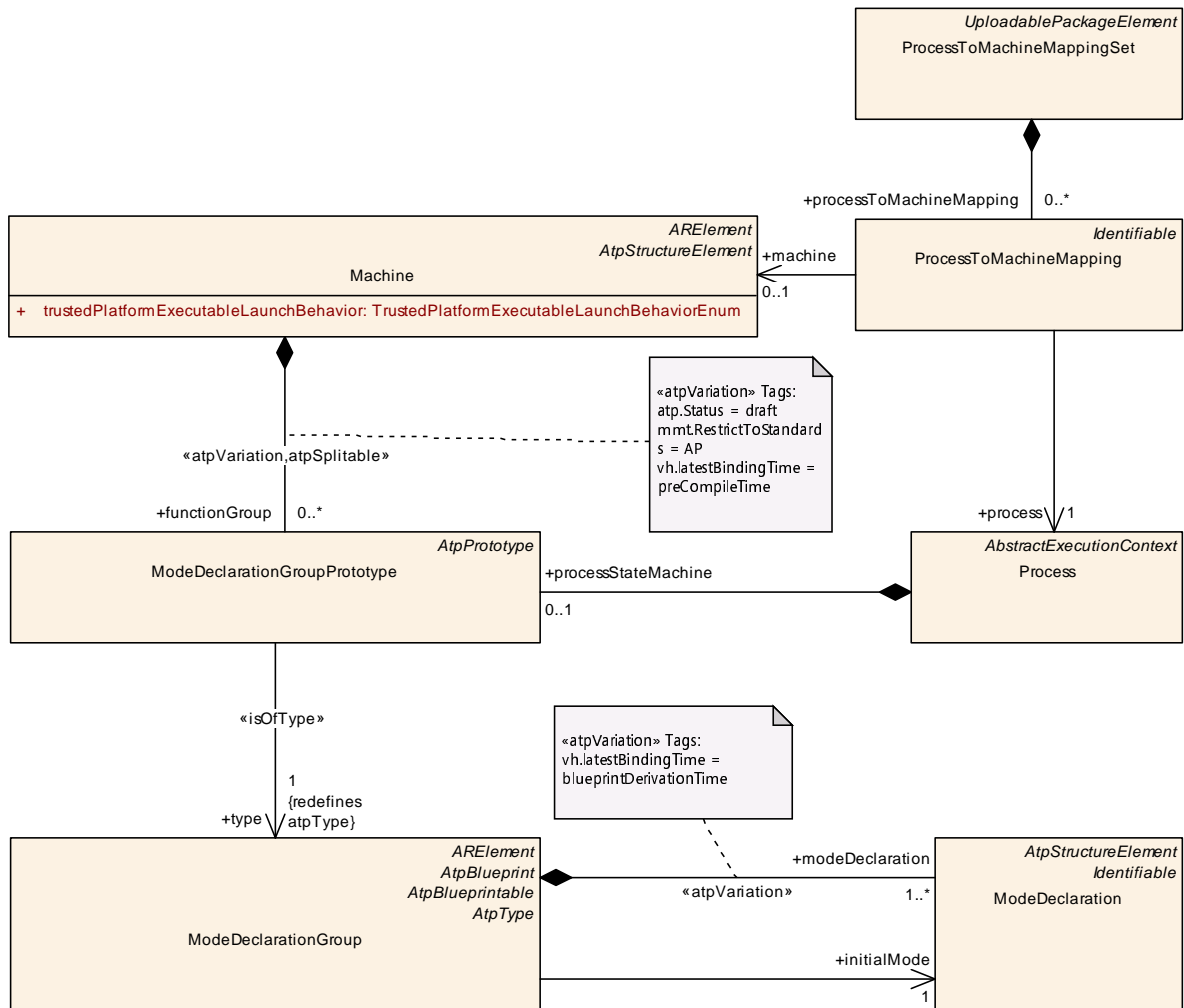 UploadablePackageElement
ProcessToMachineMappingSet
+processToMachineMapping
0..*
ARElement
AtpStructureElement
Machine
+ trustedPlatformExecutableLaunchBehavior: TrustedPlatformExecutableLaunchBehaviorEnum
+machine
0..1
Identifiable
ProcessToMachineMapping
«atpVariation» Tags:
atp.Status = draft
mmt.RestrictToStandard
s = AP
vh.latestBindingTime =
preCompileTime
«atpVariation,atpSplitable»
+functionGroup
0..*
+process
1
AtpPrototype
ModeDeclarationGroupPrototype
+processStateMachine
0..1
AbstractExecutionContext
Process
«isOfType»
1
{redefines
atpType}
+type
«atpVariation» Tags:
vh.latestBindingTime =
blueprintDerivationTime
ARElement
AtpBlueprint
AtpBlueprintable
AtpType
ModeDeclarationGroup
+modeDeclaration
«atpVariation»
1..*
+initialMode
1
AtpStructureElement
Identifiable
ModeDeclaration